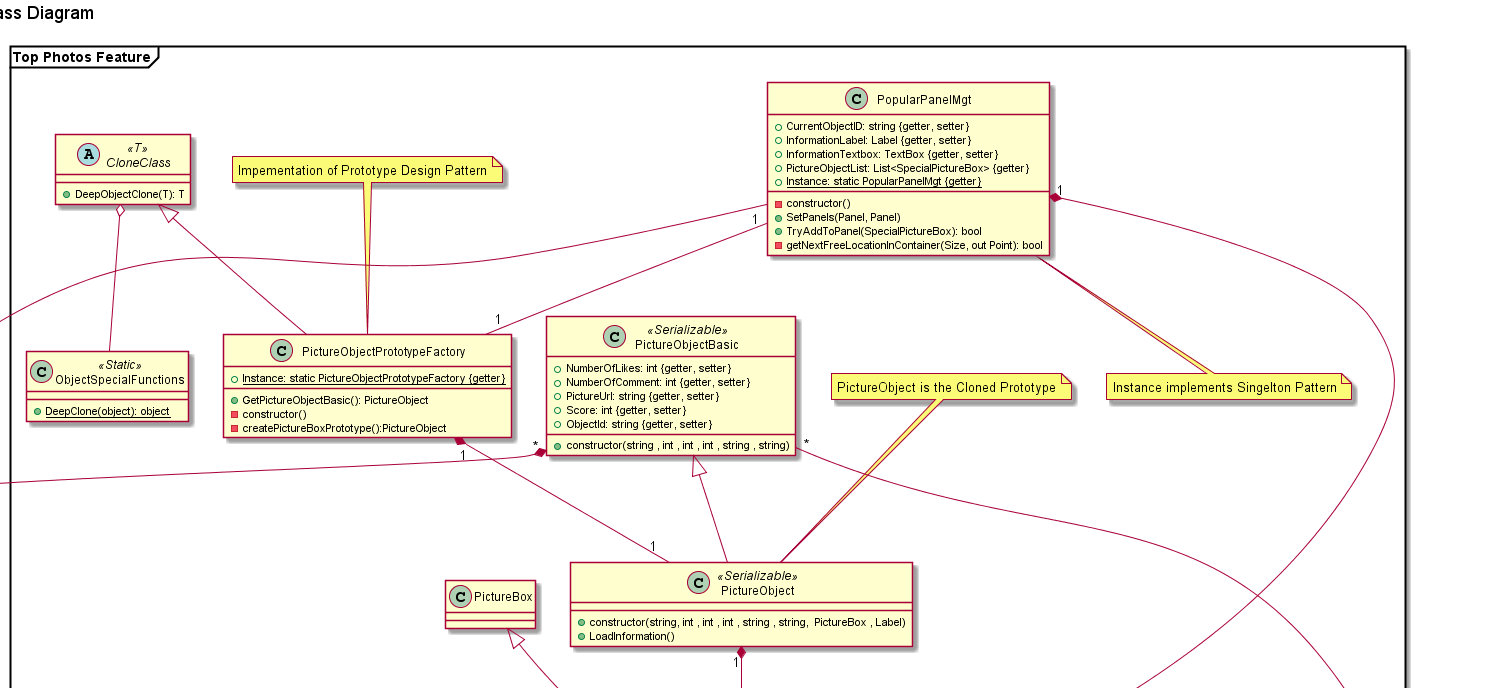 ass Diagram
Top Photos Feature
C PopularPanelMgt
CurrentObjectID: string {getter, setter}
InformationLabel: Label {getter, setter}
InformationTextbox: TextBox {getter, setter}
PictureObjectList: List<SpecialPictureBox> {getter}
Instance: static PopularPanelMgt {getter}
constructor()
SetPanels(Panel, Panel)
TryAddToPanel(SpecialPictureBox): bool
getNextFreeLocationInContainer(Size, out Point): bool
A «T»
CloneClass
DeepObjectClone(T): T
Impementation of Prototype Design Pattern
1
1
1
C «Static»
ObjectSpecialFunctions
DeepClone(object): object
C PictureObjectPrototypeFactory
Instance: static PictureObjectPrototypeFactory {getter}
GetPictureObjectBasic(): PictureObject
constructor()
createPictureBoxPrototype():PictureObject
C «Serializable»
PictureObjectBasic
NumberOfLikes: int {getter, setter}
NumberOfComment: int {getter, setter}
PictureUrl: string {getter, setter}
Score: int {getter, setter}
ObjectId: string {getter, setter}
constructor(string , int , int , int , string , string)
PictureObject is the Cloned Prototype
Instance implements Singelton Pattern
*
*
1
1
C PictureBox
C «Serializable»
PictureObject
constructor(string, int , int , int , string , string, PictureBox , Label)
LoadInformation()
1